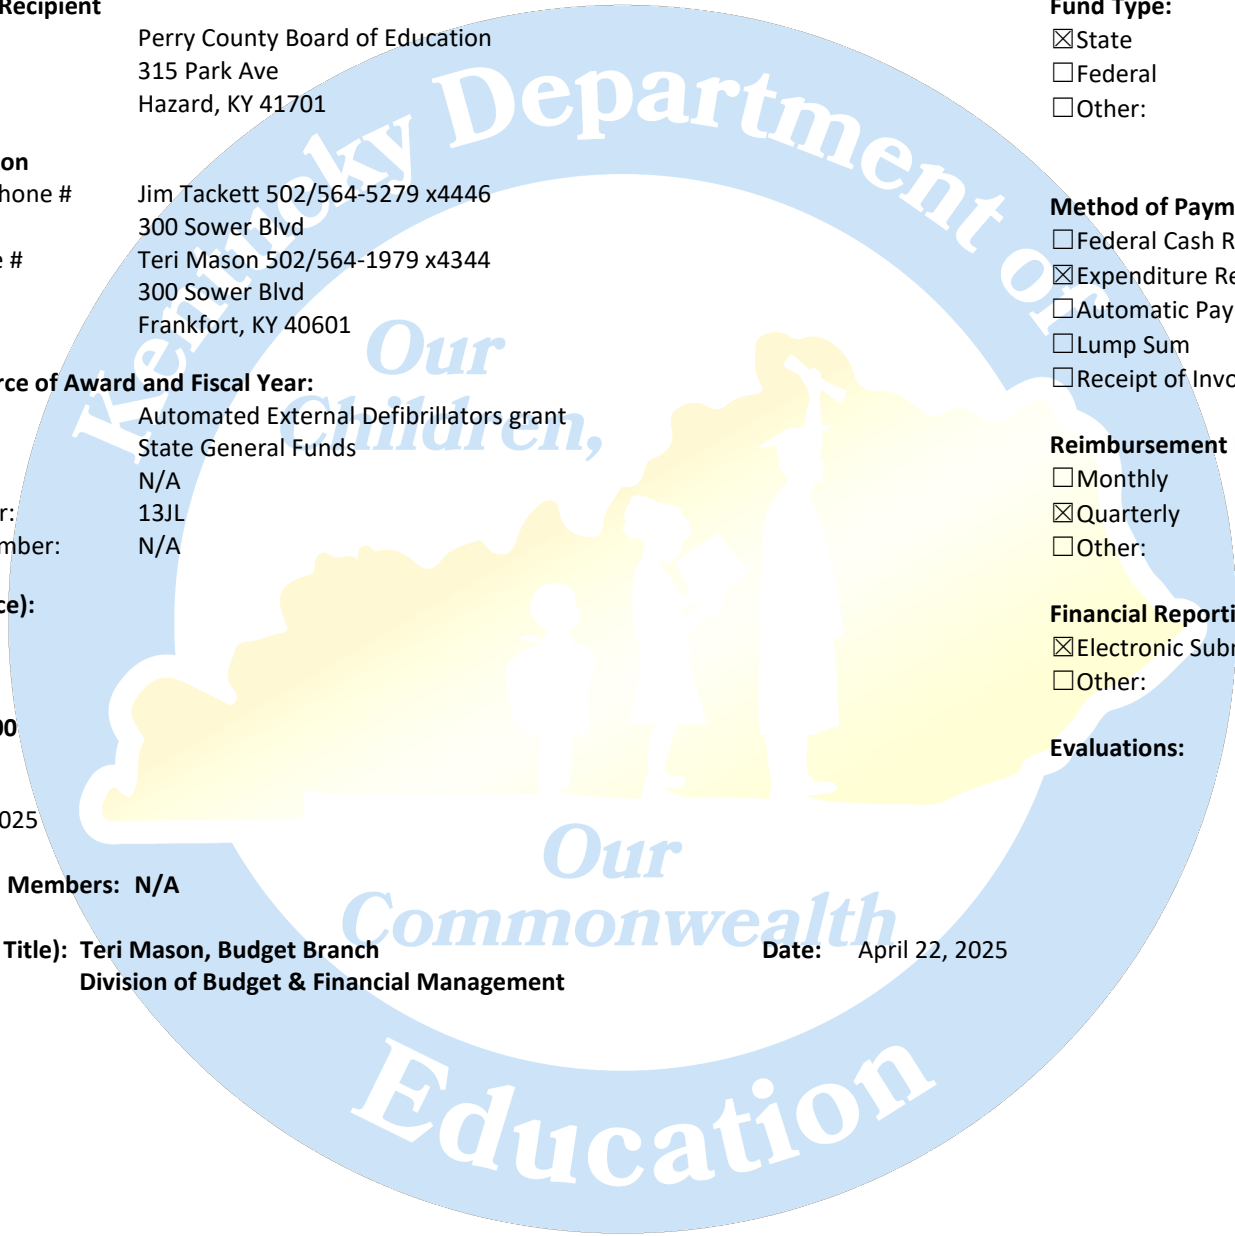 Recipient
Perry County Board of Education
315 Park Ave
Hazard, KY 41701
on
hone # Jim Tackett 502/564-5279 x4446
300 Sower Blvd
e # Teri Mason 502/564-1979 x4344
300 Sower Blvd
Frankfort, KY 40601
rce of Award and Fiscal Year:
Automated External Defibrillators grant
State General Funds
N/A
r: 13JL
mber: N/A
ce):
00
025
Members: N/A
Title): Teri Mason, Budget Branch Date: April 22, 2025
Division of Budget & Financial Management
Fund Type:
☒State
☐Federal
☐Other:
Method of Paym
☐Federal Cash R
☒Expenditure Re
☐Automatic Pay
☐Lump Sum
☐Receipt of Invo
Reimbursement
☐Monthly
☒Quarterly
☐Other:
Financial Reporti
☒Electronic Subm
☐Other:
Evaluations:
Kentucky Department of
Education
Our
Children,
Our
Commonwealth